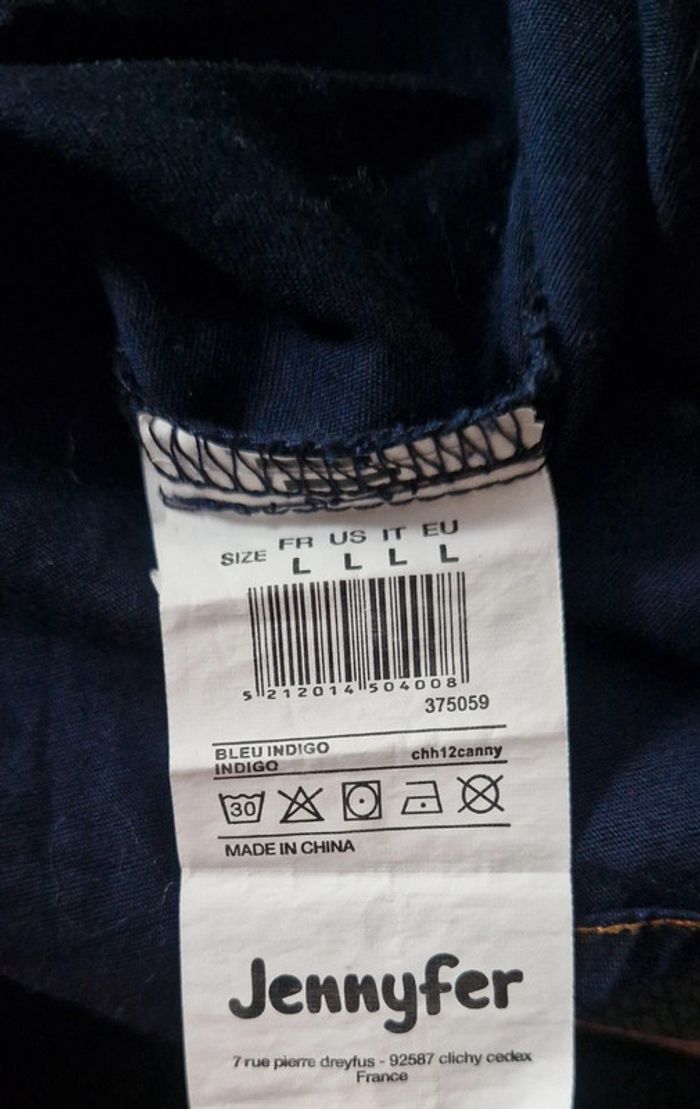 SIZE FR US IT EU
L L L L
5 212014 504008
375059
BLEU INDIGO chh12canny
INDIGO
30
MADE IN CHINA
Jennyfer
7 rue pierre dreyfus - 92587 clichy cedex
France